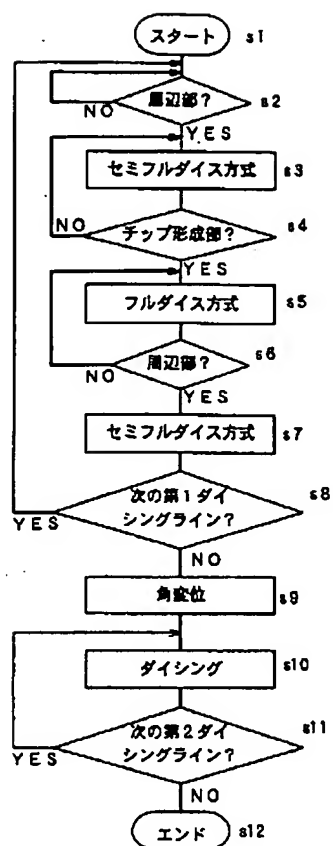 スタート s1
周辺部? s2
NO
YES
セミフルダイス方式 s3
NO
チップ形成部? s4
YES
フルダイス方式 s5
周辺部? s6
NO
YES
セミフルダイス方式 s7
次の第1ダイ
シングライン? s8
YES
NO
角変位 s9
ダイシング s10
次の第2ダイ
シングライン? s11
YES
NO
エンド s12